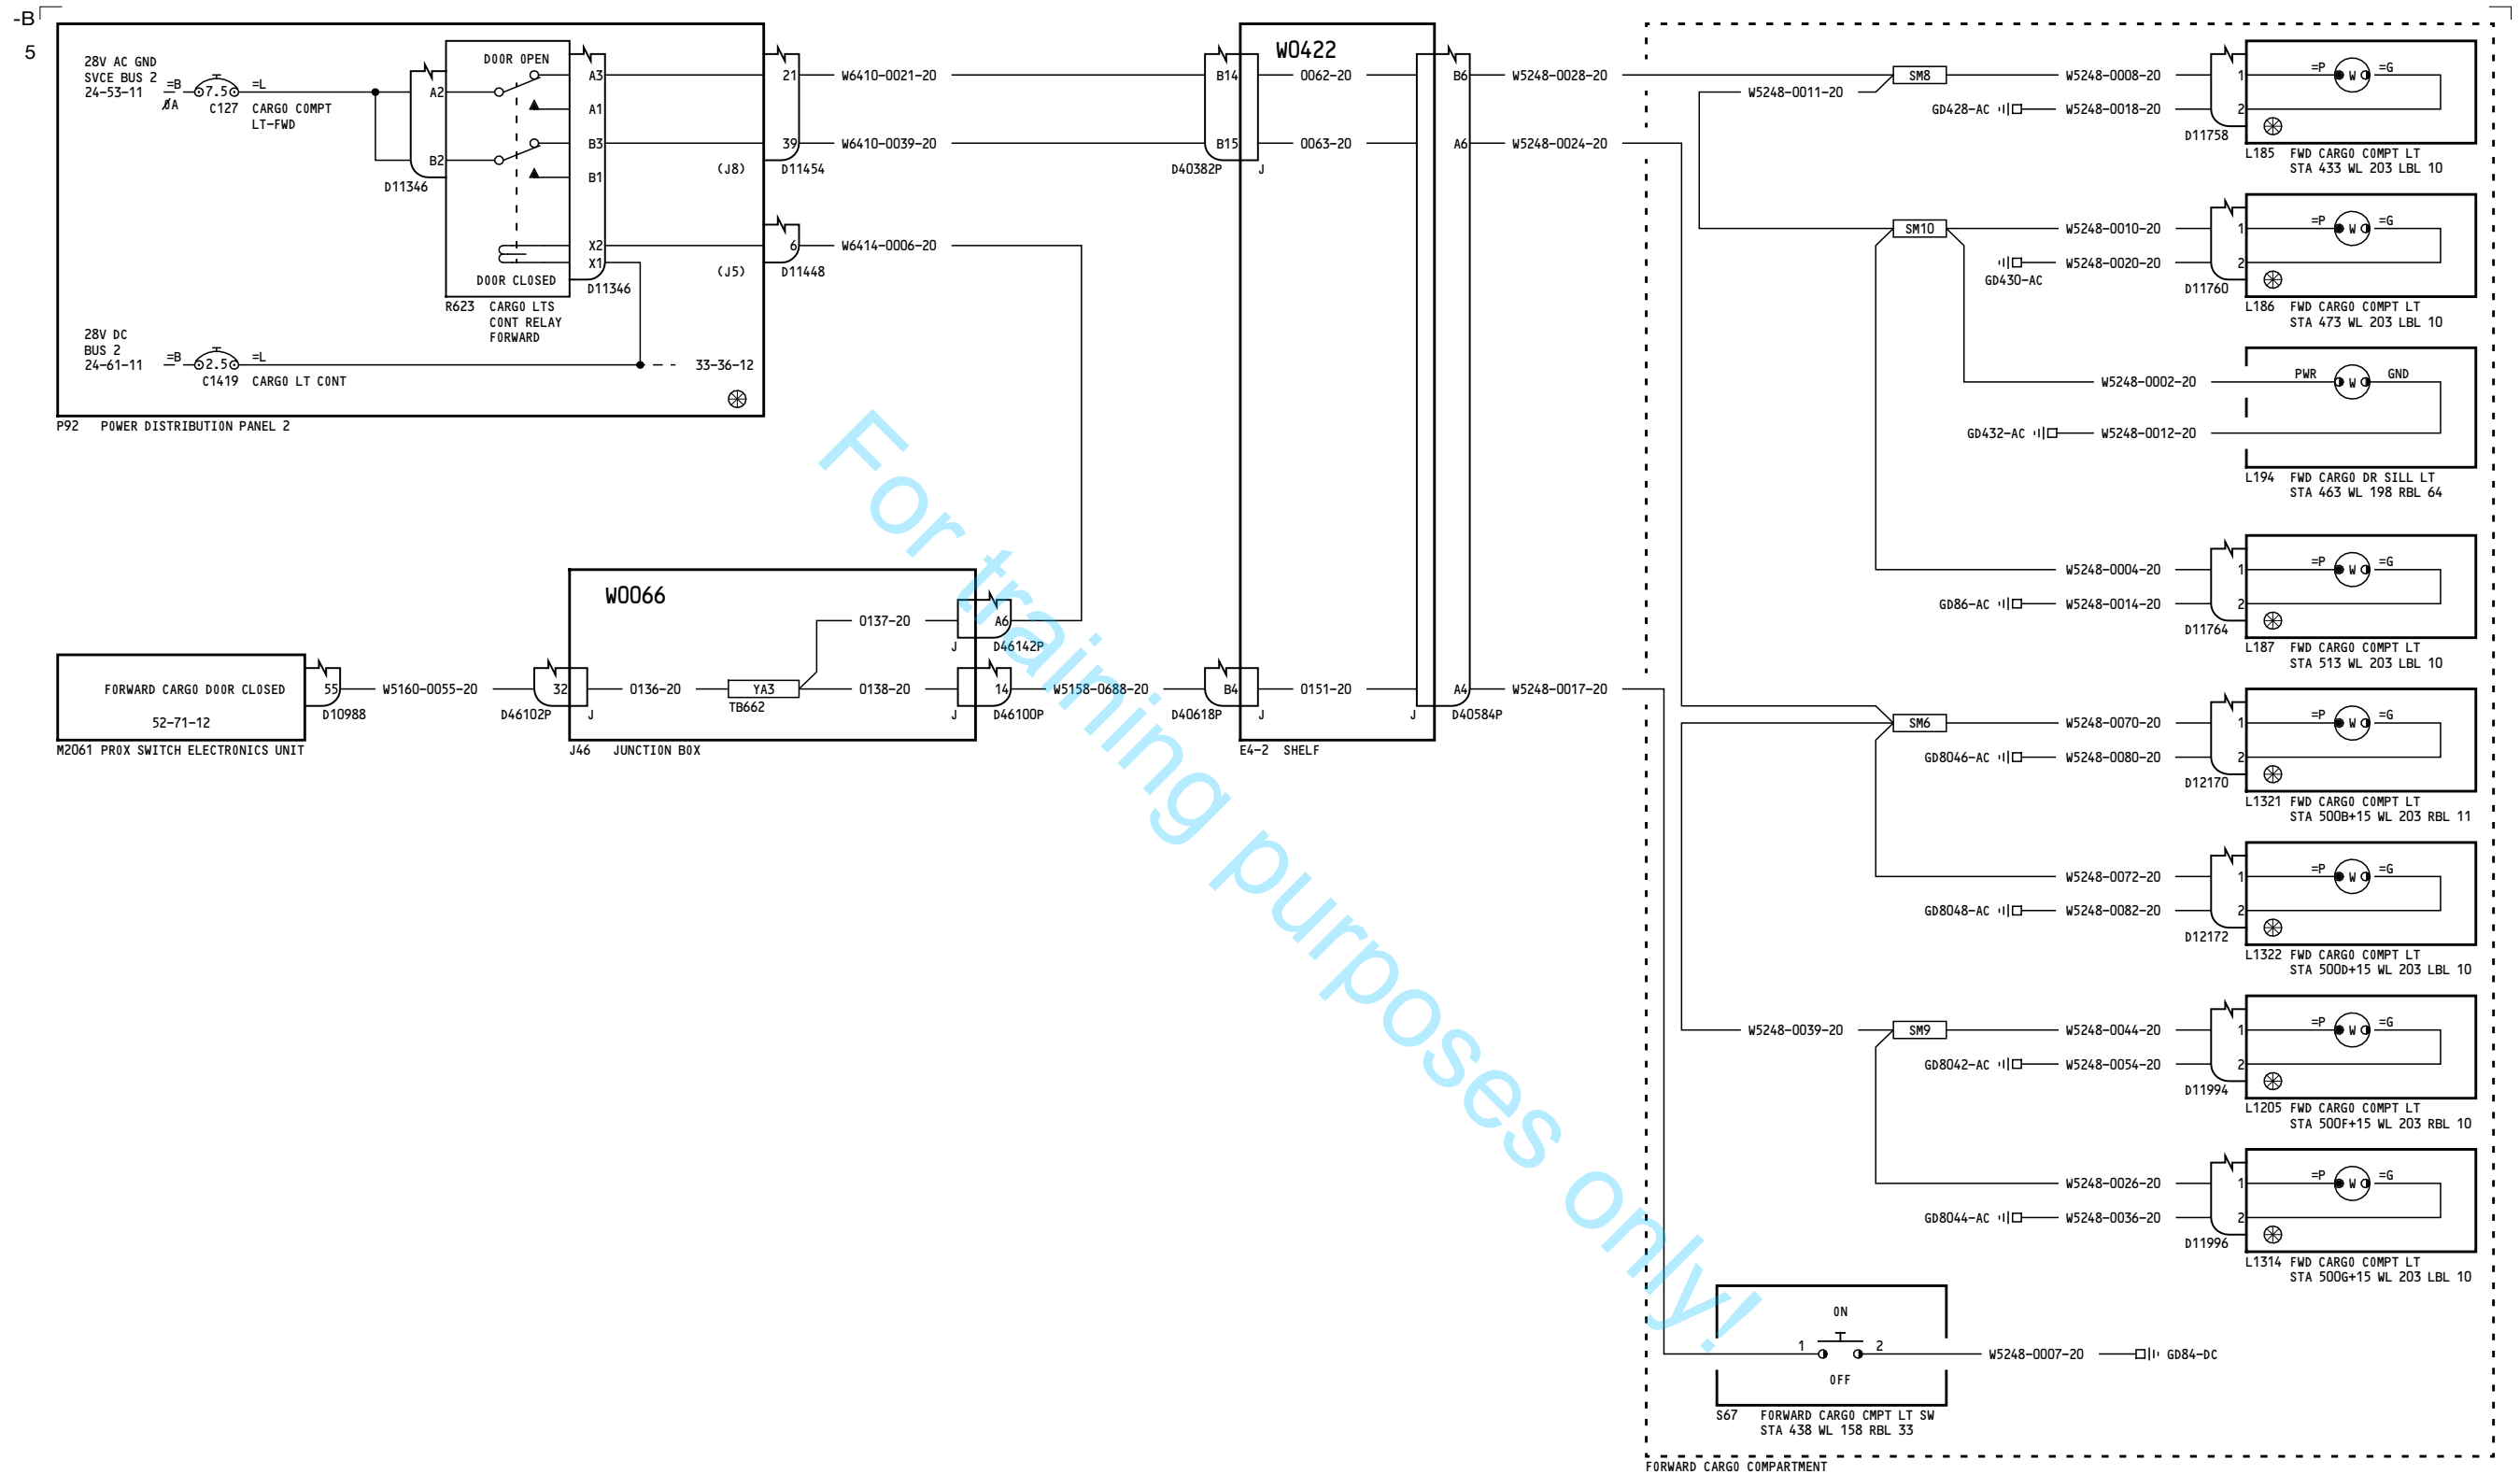 -B
5
28V AC GND
SVCE BUS 2
24-53-11
=B
ØA
7.5
=L
C127 CARGO COMPT
LT-FWD
A2
B2
D11346
DOOR OPEN
A3
A1
B3
B1
X2
X1
DOOR CLOSED
D11346
R623 CARGO LTS
CONT RELAY
FORWARD
28V DC
BUS 2
24-61-11
=B
2.5
=L
C1419 CARGO LT CONT
33-36-12
P92 POWER DISTRIBUTION PANEL 2
21
39
(J8)
D11454
6
(J5)
D11448
W6410-0021-20
W6410-0039-20
W6414-0006-20
B14
B15
D40382P
J
W0422
0062-20
0063-20
B6
A6
W5248-0028-20
W5248-0024-20
FORWARD CARGO DOOR CLOSED
52-71-12
M2061 PROX SWITCH ELECTRONICS UNIT
55
D10988
W5160-0055-20
32
D46102P
J
W0066
0136-20
YA3
TB662
0137-20
0138-20
A6
J
D46142P
14
J
D46100P
J46 JUNCTION BOX
W5158-0688-20
B4
D40618P
J
0151-20
A4
J
D40584P
E4-2 SHELF
W5248-0017-20
W5248-0011-20
SM8
W5248-0008-20
GD428-AC
W5248-0018-20
1
2
D11758
=P
W
=G
L185 FWD CARGO COMPT LT
STA 433 WL 203 LBL 10
SM10
W5248-0010-20
W5248-0020-20
GD430-AC
1
2
D11760
=P
W
=G
L186 FWD CARGO COMPT LT
STA 473 WL 203 LBL 10
W5248-0002-20
PWR
W
GND
GD432-AC
W5248-0012-20
L194 FWD CARGO DR SILL LT
STA 463 WL 198 RBL 64
W5248-0004-20
GD86-AC
W5248-0014-20
1
2
D11764
=P
W
=G
L187 FWD CARGO COMPT LT
STA 513 WL 203 LBL 10
SM6
W5248-0070-20
GD8046-AC
W5248-0080-20
1
2
D12170
=P
W
=G
L1321 FWD CARGO COMPT LT
STA 500B+15 WL 203 RBL 11
W5248-0072-20
GD8048-AC
W5248-0082-20
1
2
D12172
=P
W
=G
L1322 FWD CARGO COMPT LT
STA 500D+15 WL 203 LBL 10
W5248-0039-20
SM9
W5248-0044-20
GD8042-AC
W5248-0054-20
1
2
D11994
=P
W
=G
L1205 FWD CARGO COMPT LT
STA 500F+15 WL 203 RBL 10
W5248-0026-20
GD8044-AC
W5248-0036-20
1
2
D11996
=P
W
=G
L1314 FWD CARGO COMPT LT
STA 500G+15 WL 203 LBL 10
ON
1
2
OFF
W5248-0007-20
GD84-DC
S67 FORWARD CARGO CMPT LT SW
STA 438 WL 158 RBL 33
FORWARD CARGO COMPARTMENT
For training purposes only!